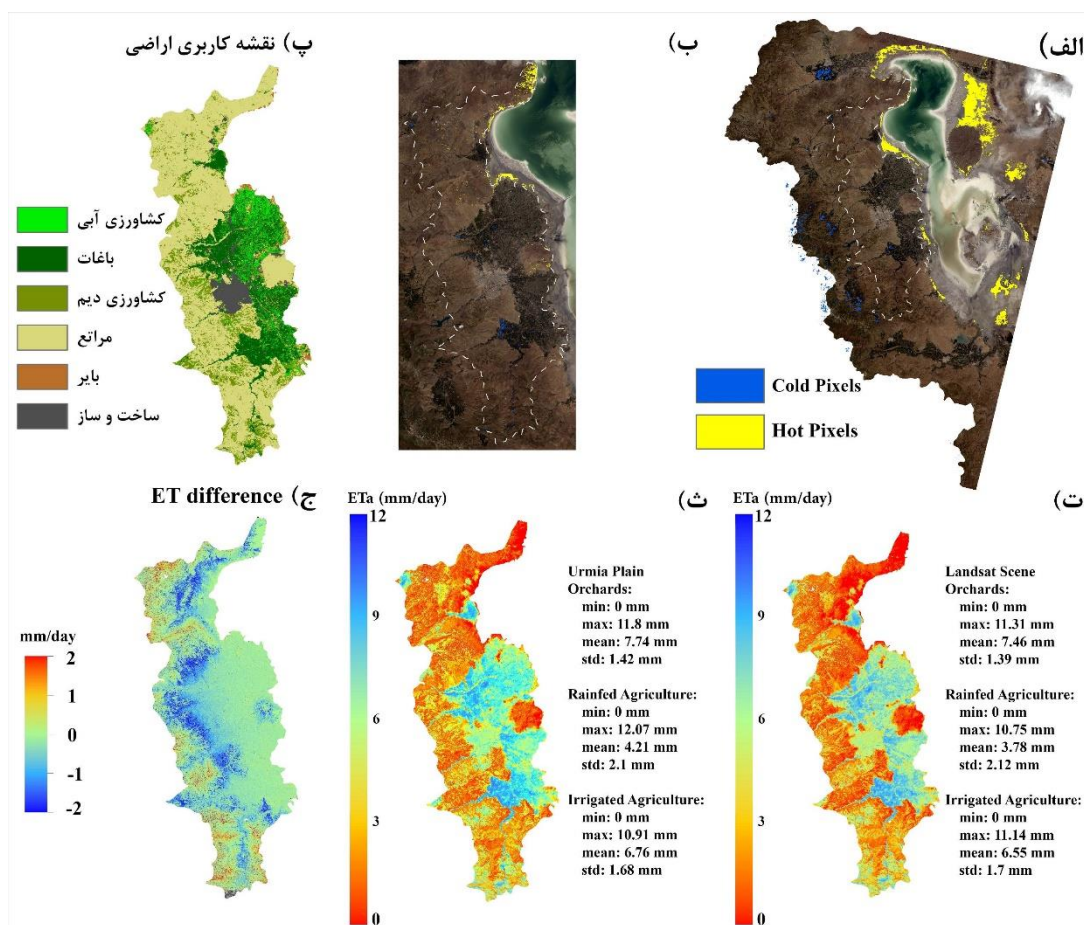 الف)
Cold Pixels
Hot Pixels
ب)
پ) نقشه کاربری اراضی
کشاورزی آبی
باغات
کشاورزی دیم
مراتع
بایر
ساخت و ساز
ت)
ETa (mm/day)
12
9
6
3
0
Landsat Scene
Orchards:
min: 0 mm
max: 11.31 mm
mean: 7.46 mm
std: 1.39 mm
Rainfed Agriculture:
min: 0 mm
max: 10.75 mm
mean: 3.78 mm
std: 2.12 mm
Irrigated Agriculture:
min: 0 mm
max: 11.14 mm
mean: 6.55 mm
std: 1.7 mm
ث)
ETa (mm/day)
12
9
6
3
0
Urmia Plain
Orchards:
min: 0 mm
max: 11.8 mm
mean: 7.74 mm
std: 1.42 mm
Rainfed Agriculture:
min: 0 mm
max: 12.07 mm
mean: 4.21 mm
std: 2.1 mm
Irrigated Agriculture:
min: 0 mm
max: 10.91 mm
mean: 6.76 mm
std: 1.68 mm
ج) ET difference
mm/day
2
1
0
-1
-2